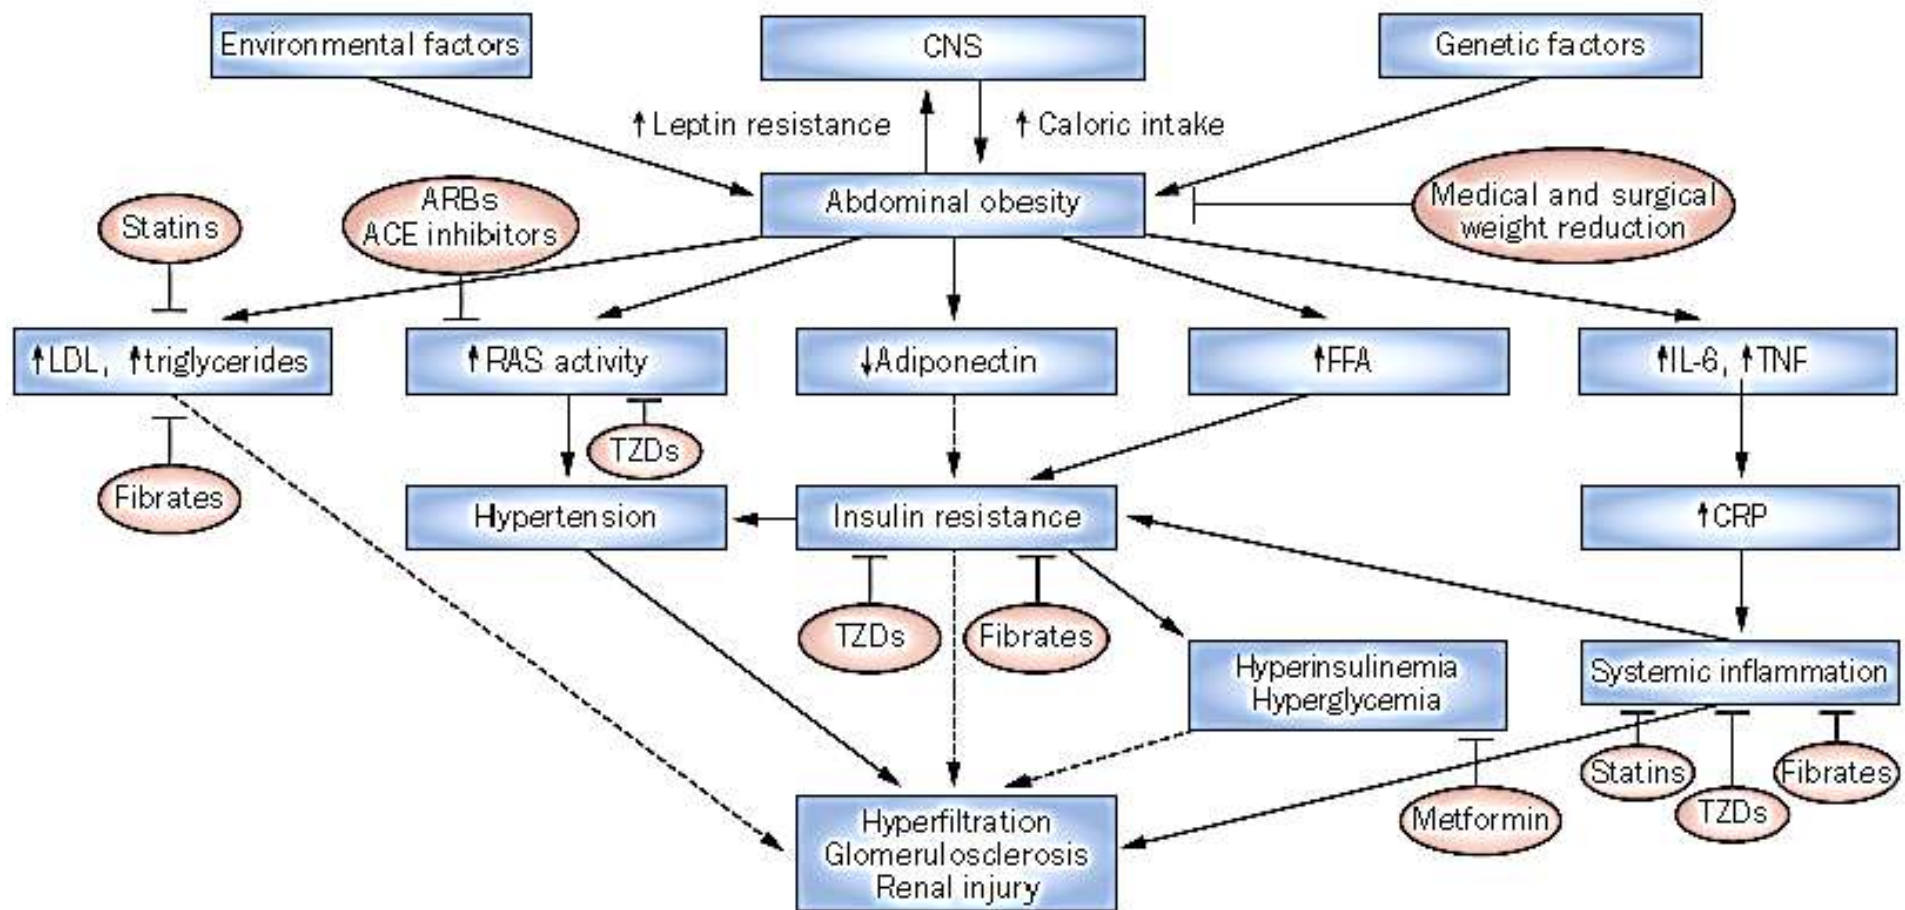 Environmental factors
CNS
Genetic factors
↑ Leptin resistance
↑ Caloric intake
Statins
ARBs
ACE inhibitors
Abdominal obesity
Medical and surgical
weight reduction
↑LDL, ↑triglycerides
↑RAS activity
↓Adiponectin
↑FFA
↑IL-6, ↑TNF
TZDs
Fibrates
Hypertension
Insulin resistance
↑CRP
TZDs
Fibrates
Hyperinsulinemia
Hyperglycemia
Systemic inflammation
Statins
TZDs
Fibrates
Metformin
Hyperfiltration
Glomerulosclerosis
Renal injury